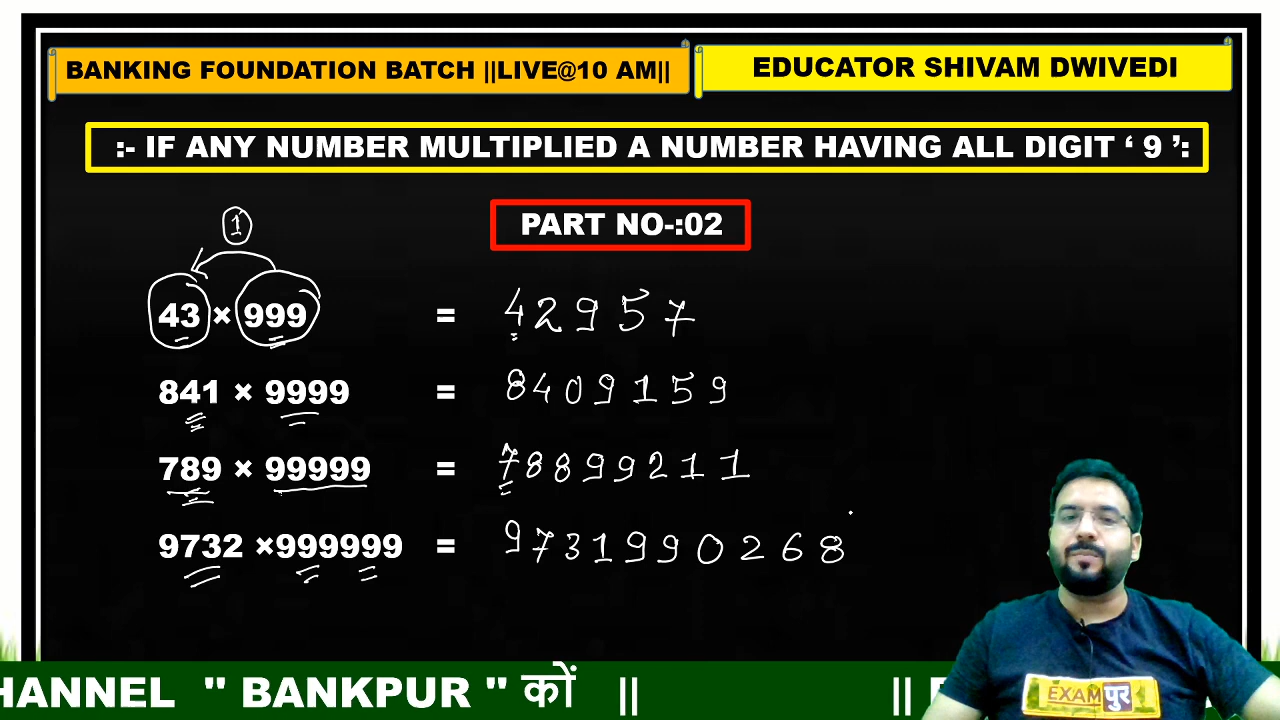 BANKING FOUNDATION BATCH ||LIVE@10 AM||
EDUCATOR SHIVAM DWIVEDI
:- IF ANY NUMBER MULTIPLIED A NUMBER HAVING ALL DIGIT ‘ 9 ’:
PART NO-:02
1
43 × 999 = 42957
841 × 9999 = 8409159
789 × 99999 = 78899211
9732 ×999999 = 9731990268
HANNEL " BANKPUR " कों || ||
EXAM पुर